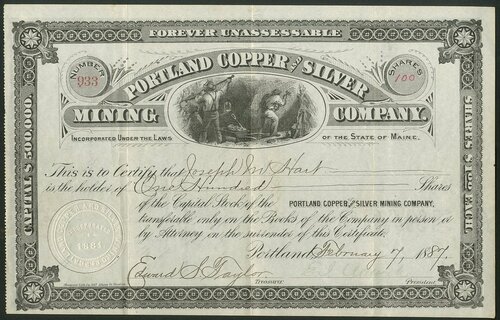 FOREVER UNASSESSABLE
NUMBER
933
PORTLAND COPPER AND SILVER
SHARES
100
MINING COMPANY.
INCORPORATED UNDER THE LAWS OF THE STATE OF MAINE.
CAPITAL $500,000.
SHARES $ EACH.
This is to Certify that Joseph W. Hart
is the holder of One Hundred Shares
of the Capital Stock of the PORTLAND COPPER AND SILVER MINING COMPANY,
transferable only on the Books of the Company in person or
by Attorney on the surrender of this Certificate.
1881
Portland February 7, 1887.
Edward S. Taylor
Treasurer President